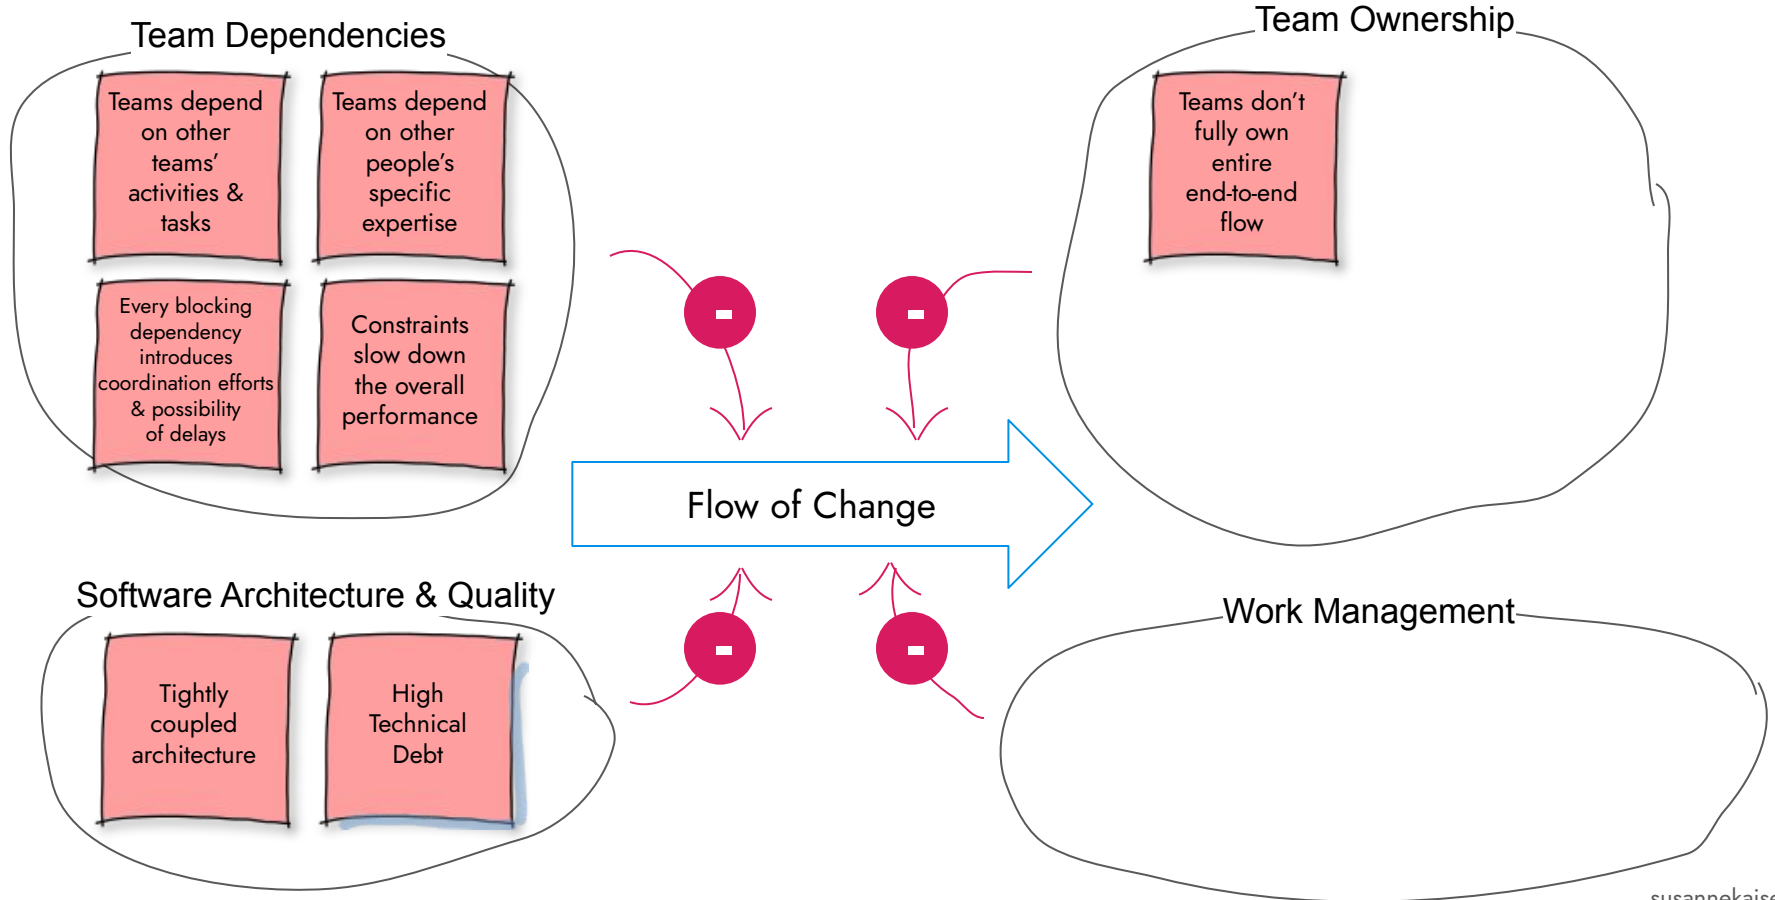 Team Dependencies
Teams depend
on other
teams’
activities &
tasks
Teams depend
on other
people’s
specific
expertise
Every blocking
dependency
introduces
coordination efforts
& possibility
of delays
Constraints
slow down
the overall
performance
Team Ownership
Teams don’t
fully own
entire
end-to-end
flow
-
-
Flow of Change
-
-
Software Architecture & Quality
Tightly
coupled
architecture
High
Technical
Debt
Work Management